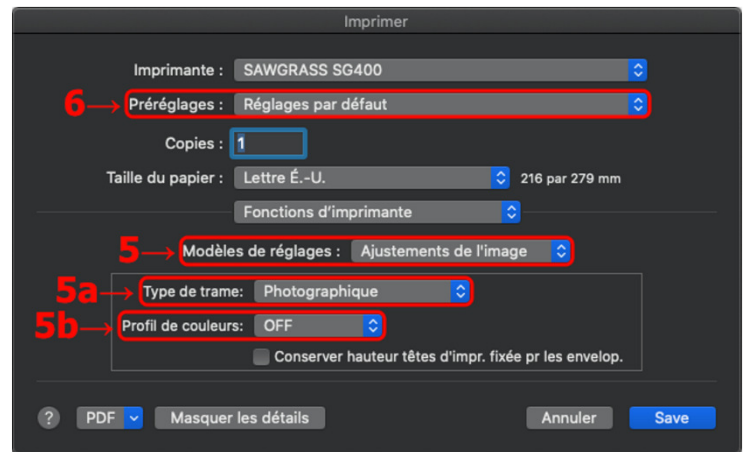 Imprimer
Imprimante : SAWGRASS SG400
6→ Préréglages : Réglages par défaut
Copies : 1
Taille du papier : Lettre É.-U. 216 par 279 mm
Fonctions d'imprimante
5→ Modèles de réglages : Ajustements de l'image
5a→ Type de trame: Photographique
5b→ Profil de couleurs: OFF
Conserver hauteur têtes d'impr. fixée pr les envelop.
? PDF Masquer les détails Annuler Save